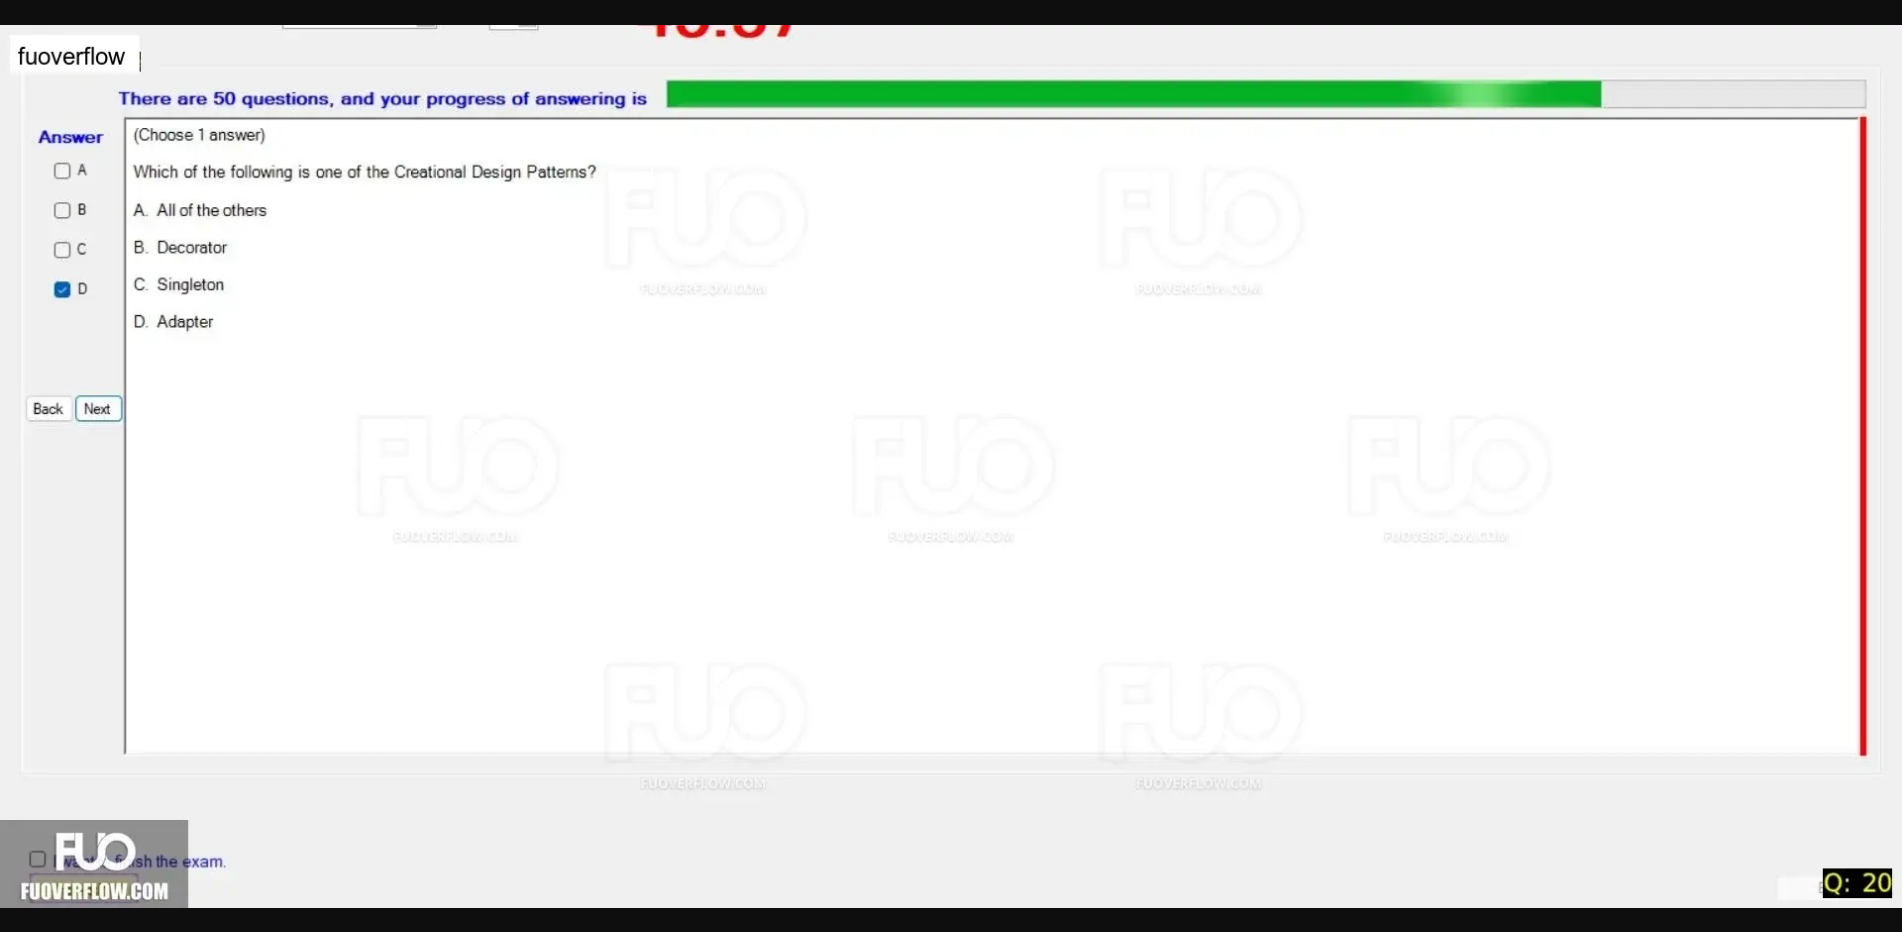 fuoverflow
There are 50 questions, and your progress of answering is
Answer
(Choose 1 answer)
A
Which of the following is one of the Creational Design Patterns?
B
A. All of the others
C
B. Decorator
D
C. Singleton
D. Adapter
Back Next
FUO
FUOVERFLOW.COM
FUO
FUOVERFLOW.COM
FUO
FUOVERFLOW.COM
FUO
FUOVERFLOW.COM
FUO
FUOVERFLOW.COM
FUO
FUOVERFLOW.COM
FUO
FUOVERFLOW.COM
FUO
the exam.
FUOVERFLOW.COM
Q: 20